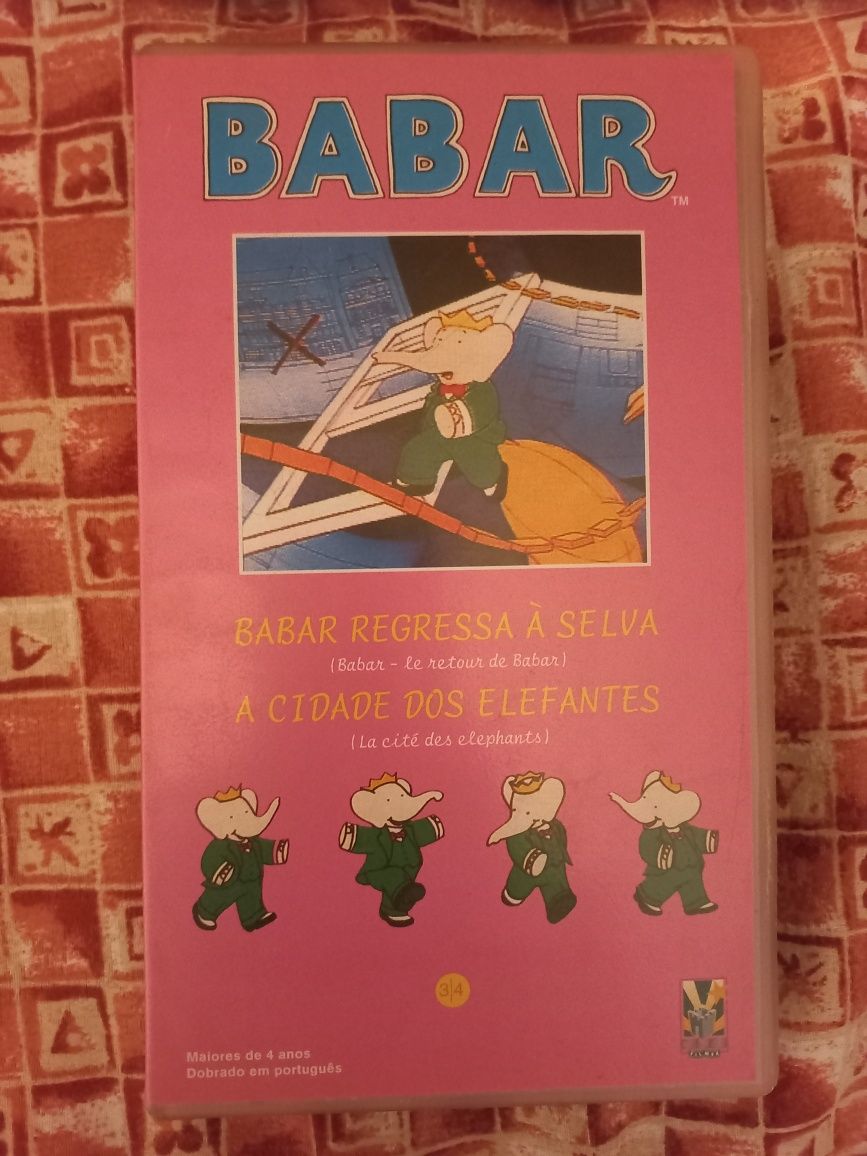 BABAR
TM
BABAR REGRESSA À SELVA
(Babar - le retour de Babar)
A CIDADE DOS ELEFANTES
(La cité des elephants)
3|4
Maiores de 4 anos
Dobrado em português
FILMES